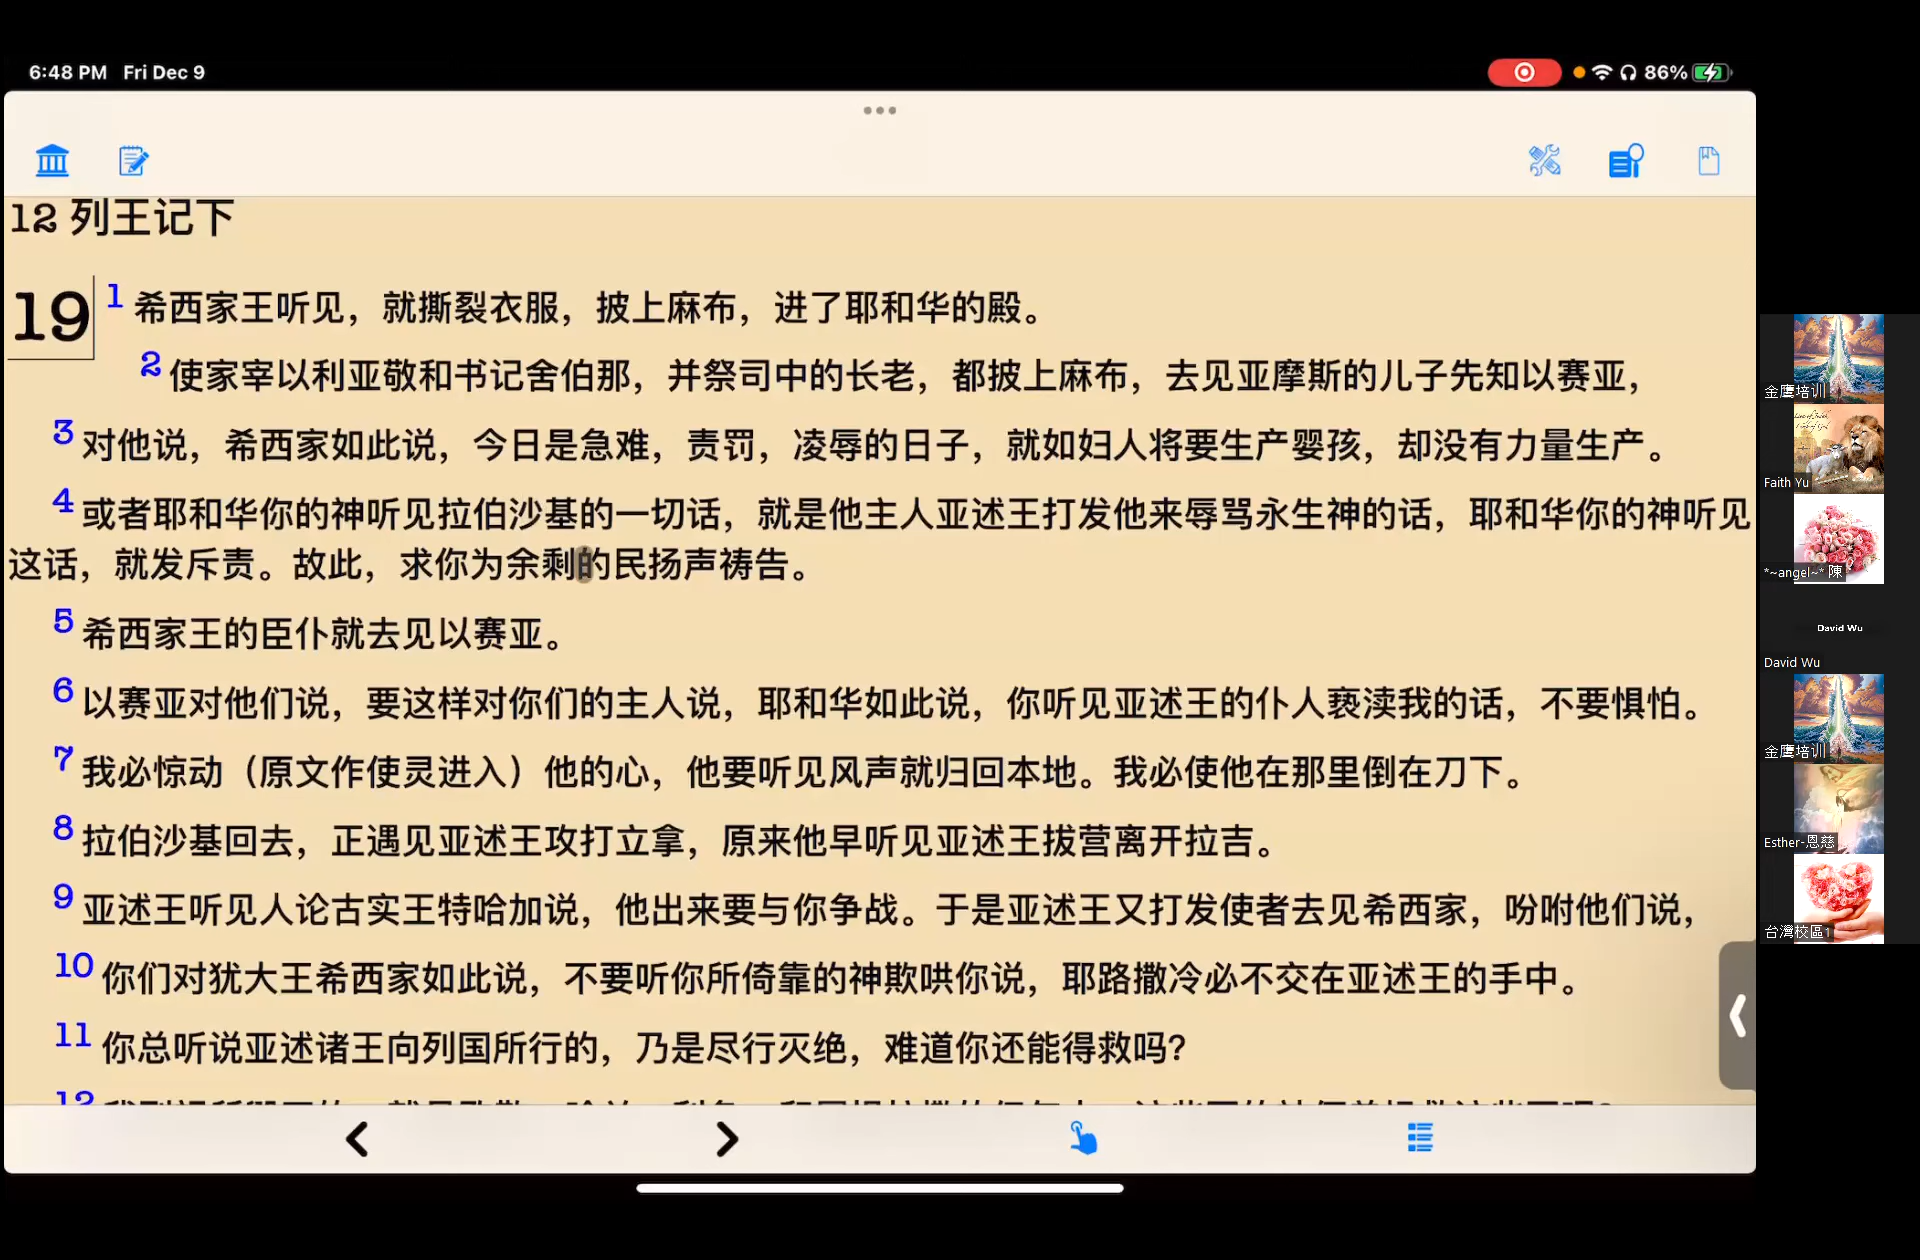 6:48 PM Fri Dec 9
86%
12 列王记下
19
1 希西家王听见，就撕裂衣服，披上麻布，进了耶和华的殿。
2 使家宰以利亚敬和书记舍伯那，并祭司中的长老，都披上麻布，去见亚摩斯的儿子先知以赛亚，
3 对他说，希西家如此说，今日是急难，责罚，凌辱的日子，就如妇人将要生产婴孩，却没有力量生产。
4 或者耶和华你的神听见拉伯沙基的一切话，就是他主人亚述王打发他来辱骂永生神的话，耶和华你的神听见
这话，就发斥责。故此，求你为余剩的民扬声祷告。
5 希西家王的臣仆就去见以赛亚。
6 以赛亚对他们说，要这样对你们的主人说，耶和华如此说，你听见亚述王的仆人亵渎我的话，不要惧怕。
7 我必惊动（原文作使灵进入）他的心，他要听见风声就归回本地。我必使他在那里倒在刀下。
8 拉伯沙基回去，正遇见亚述王攻打立拿，原来他早听见亚述王拔营离开拉吉。
9 亚述王听见人论古实王特哈加说，他出来要与你争战。于是亚述王又打发使者去见希西家，吩咐他们说，
10 你们对犹大王希西家如此说，不要听你所倚靠的神欺哄你说，耶路撒冷必不交在亚述王的手中。
11 你总听说亚述诸王向列国所行的，乃是尽行灭绝，难道你还能得救吗?
12
金鷹培训
Faith Yu
*~angel~* 陳
David Wu
David Wu
金鷹培训
Esther-恩慈
台灣校區1